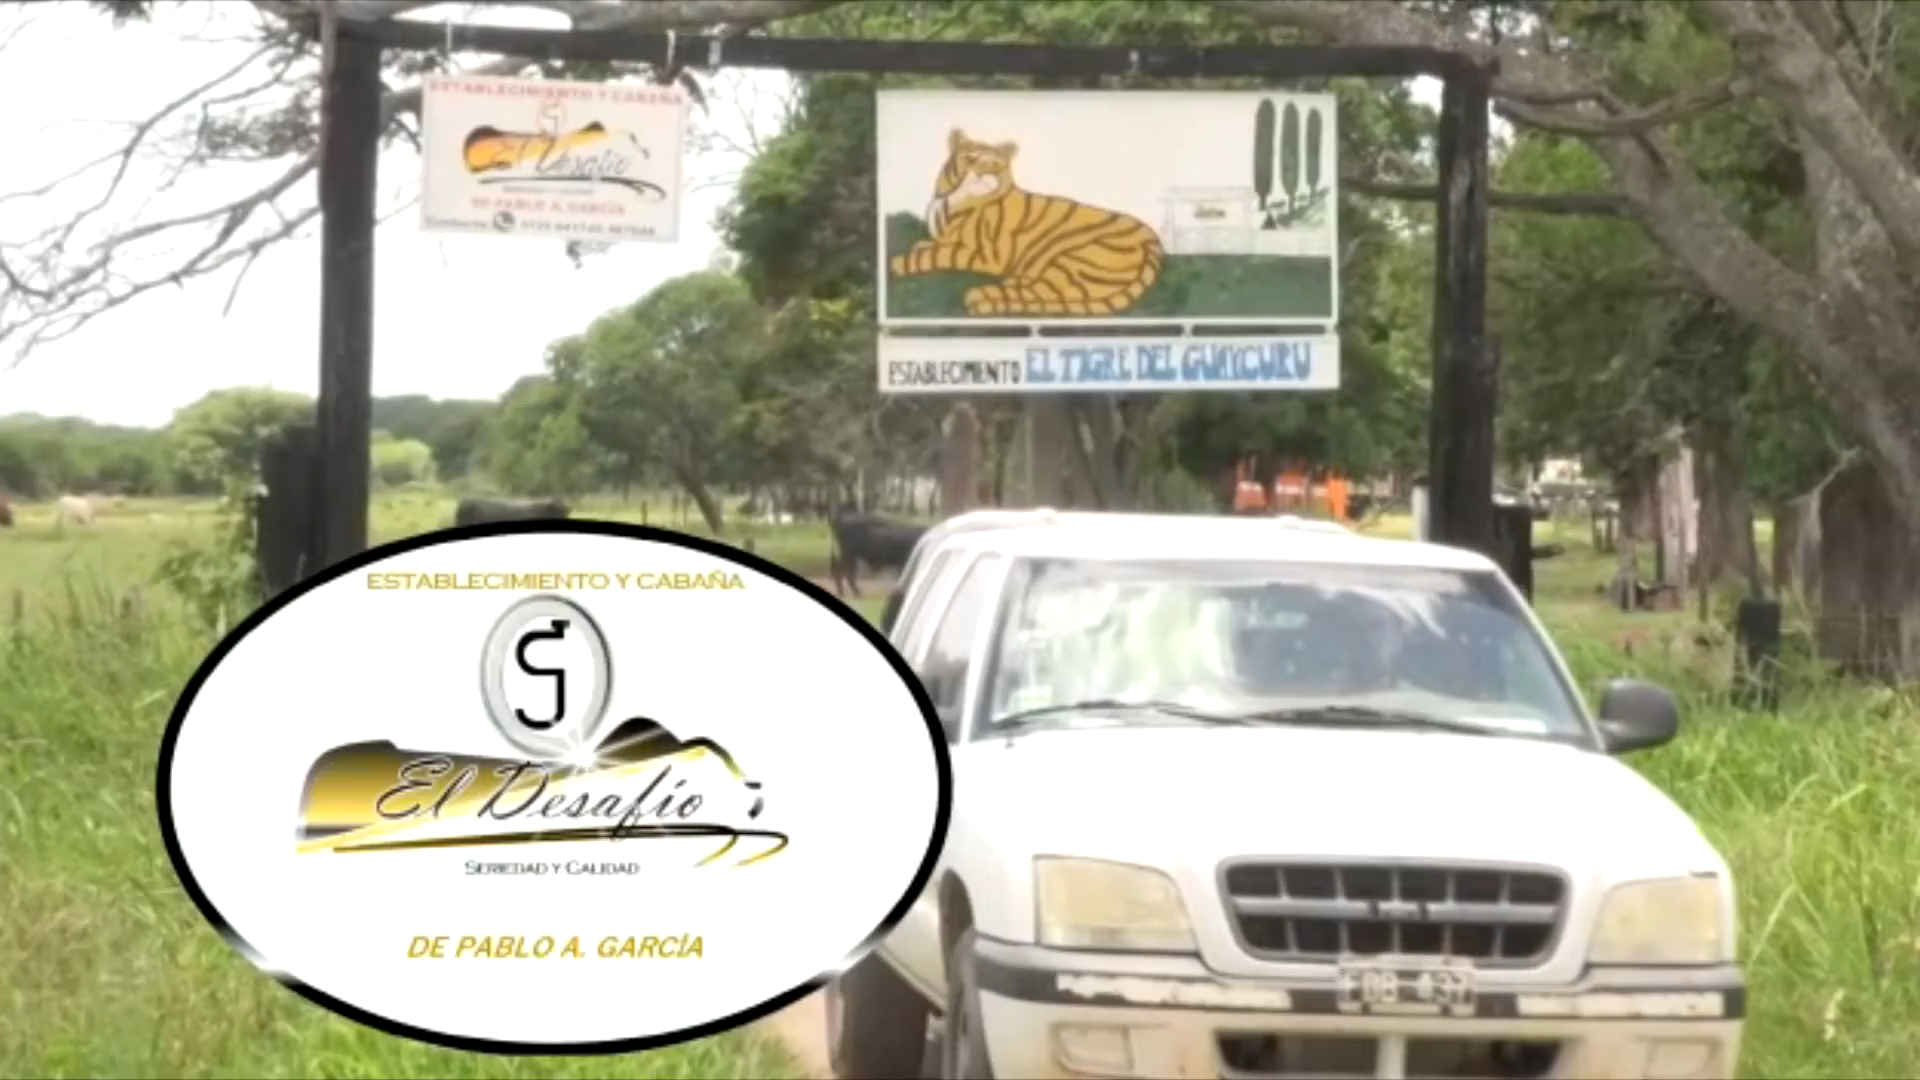 ESTABLECIMIENTO Y CABAÑA
El Desafío
DE PABLO A. GARCÍA
ESTABLECIMIENTO EL TIGRE DEL GUAYCURU
ESTABLECIMIENTO Y CABAÑA
El Desafío
SERIEDAD Y CALIDAD
DE PABLO A. GARCÍA